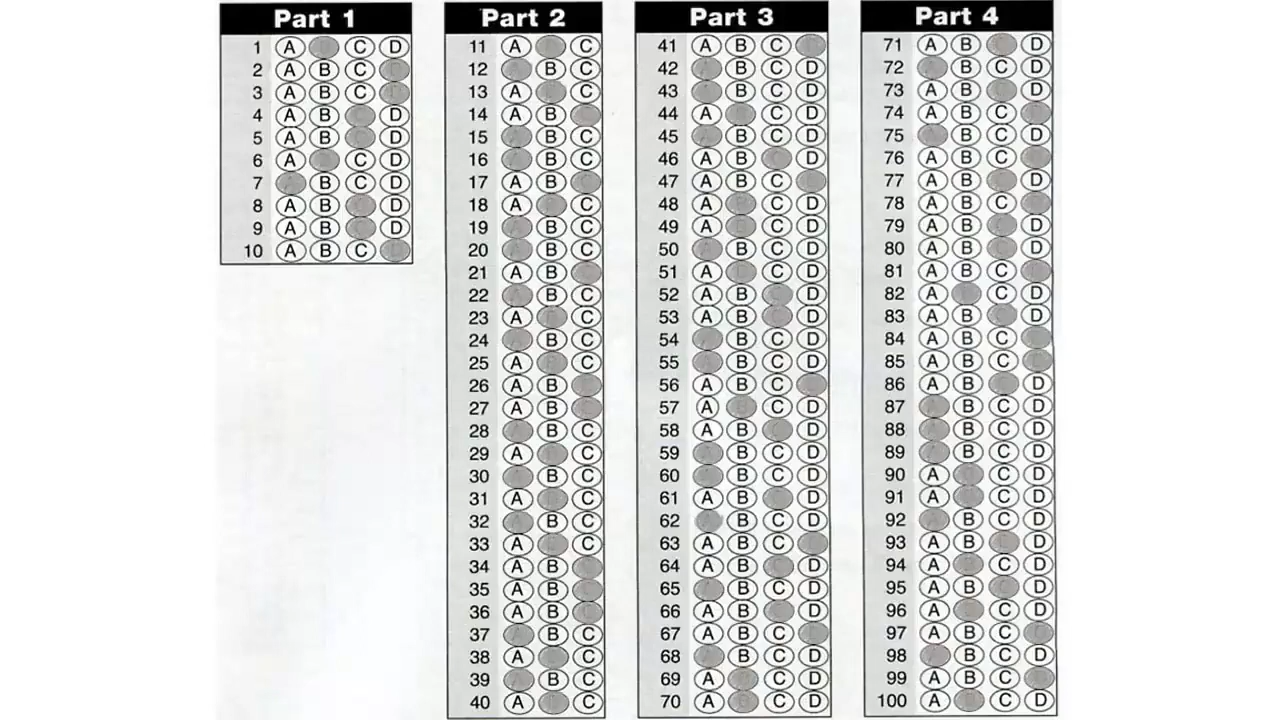 Part 1
1 A C D
2 A B C
3 A B C
4 A B D
5 A B D
6 A C D
7 B C D
8 A B D
9 A B D
10 A B C
Part 2
11 A C
12 B C
13 A C
14 A B
15 B C
16 B C
17 A B
18 A C
19 B C
20 B C
21 A B
22 B C
23 A C
24 B C
25 A C
26 A B
27 A B
28 B C
29 A C
30 B C
31 A C
32 B C
33 A C
34 A B
35 A B
36 A B
37 B C
38 A C
39 B C
40 A C
Part 3
41 A B C
42 B C D
43 B C D
44 A C D
45 B C D
46 A B D
47 A B C
48 A C D
49 A C D
50 B C D
51 A C D
52 A B D
53 A B D
54 B C D
55 B C D
56 A B C
57 A C D
58 A B D
59 B C D
60 B C D
61 A B D
62 B C D
63 A B C
64 A B D
65 B C D
66 A B D
67 A B C
68 B C D
69 A C D
70 A C D
Part 4
71 A B D
72 B C D
73 A B D
74 A B C
75 B C D
76 A B C
77 A B D
78 A B C
79 A B D
80 A B D
81 A B C
82 A C D
83 A B D
84 A B C
85 A B C
86 A B D
87 B C D
88 B C D
89 B C D
90 A C D
91 A C D
92 B C D
93 A B D
94 A C D
95 A B D
96 A C D
97 A B C
98 B C D
99 A B C
100 A C D